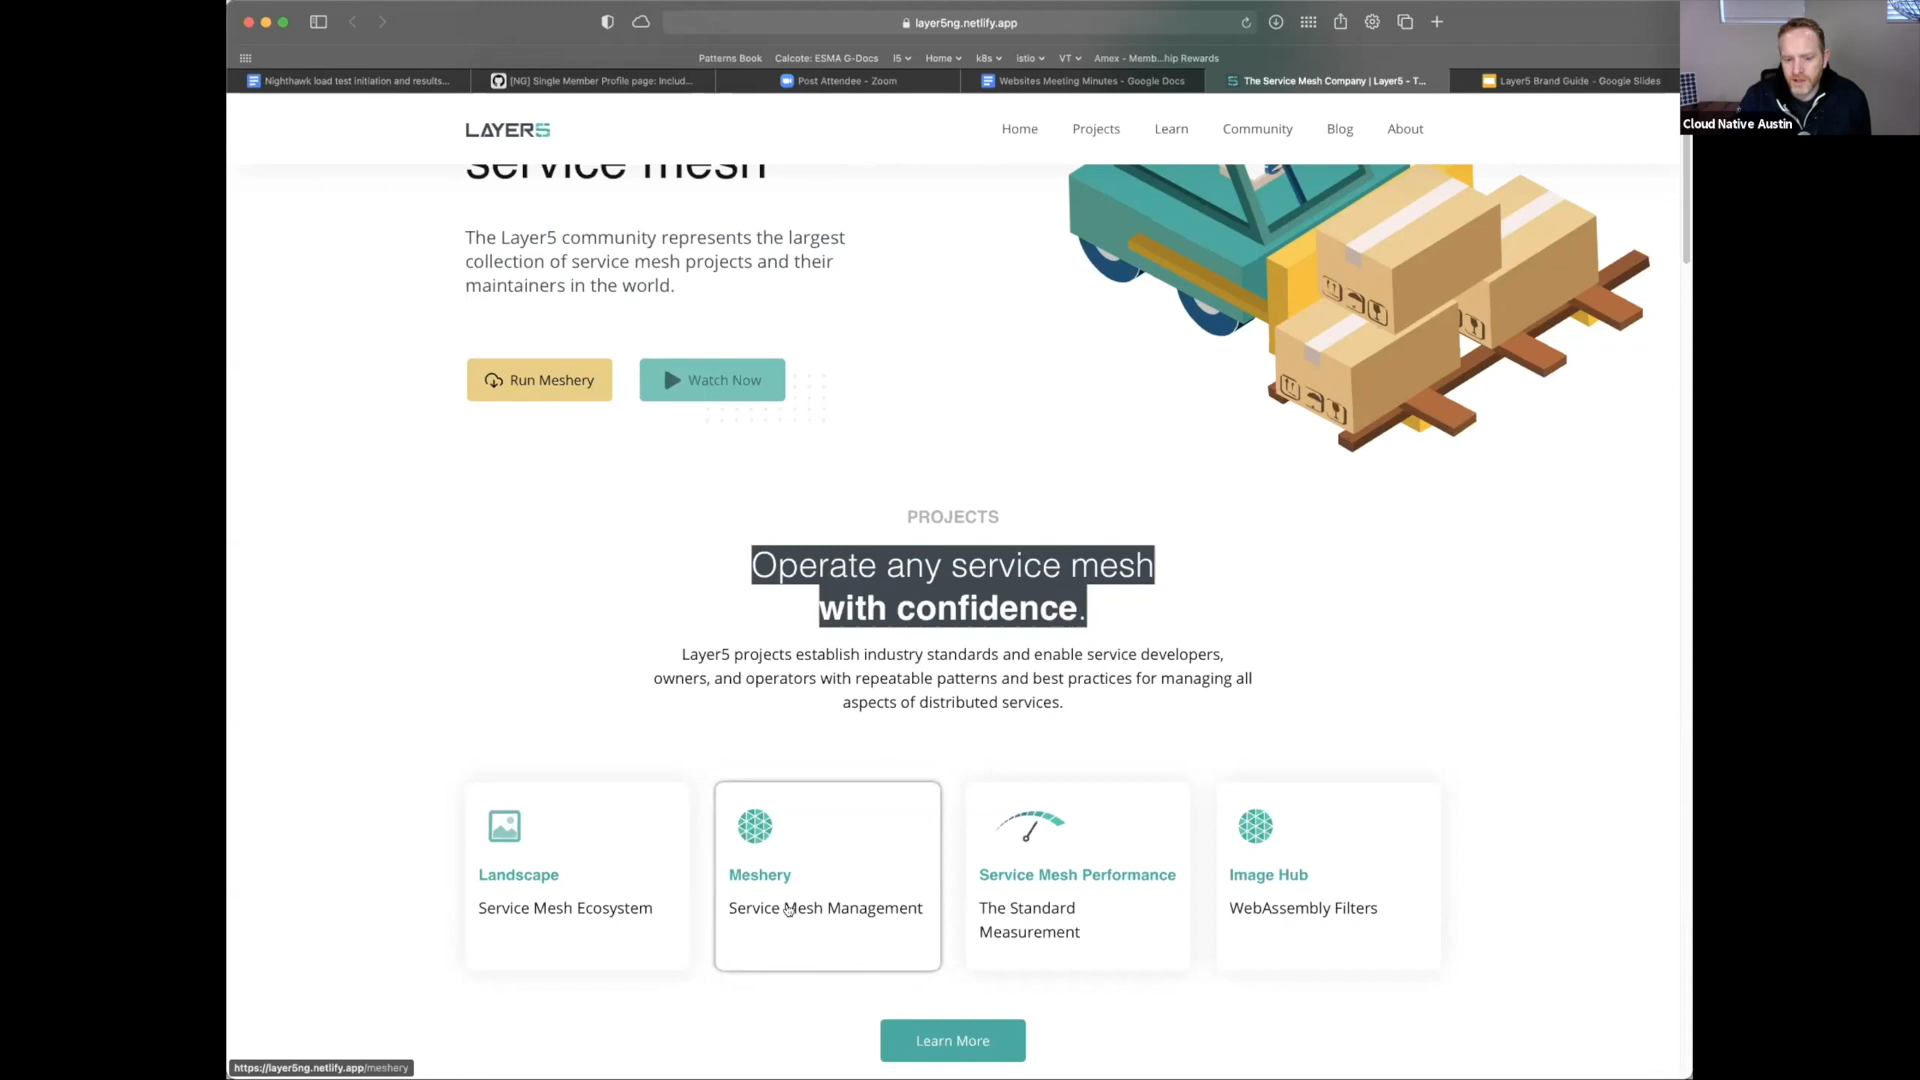 layer5ng.netlify.app
Patterns Book
Calcote: ESMA G-Docs
l5
Home
k8s
istio
VT
Amex - Memb...hip Rewards
Nighthawk load test initiation and results...
[NG] Single Member Profile page: Includ...
Post Attendee - Zoom
Websites Meeting Minutes - Google Docs
The Service Mesh Company | Layer5 - T...
Layer5 Brand Guide - Google Slides
Cloud Native Austin
LAYER5
Home
Projects
Learn
Community
Blog
About
service mesh
The Layer5 community represents the largest
collection of service mesh projects and their
maintainers in the world.
Run Meshery
Watch Now
PROJECTS
Operate any service mesh
with confidence.
Layer5 projects establish industry standards and enable service developers,
owners, and operators with repeatable patterns and best practices for managing all
aspects of distributed services.
Landscape
Service Mesh Ecosystem
Meshery
Service Mesh Management
Service Mesh Performance
The Standard
Measurement
Image Hub
WebAssembly Filters
Learn More
https://layer5ng.netlify.app/meshery